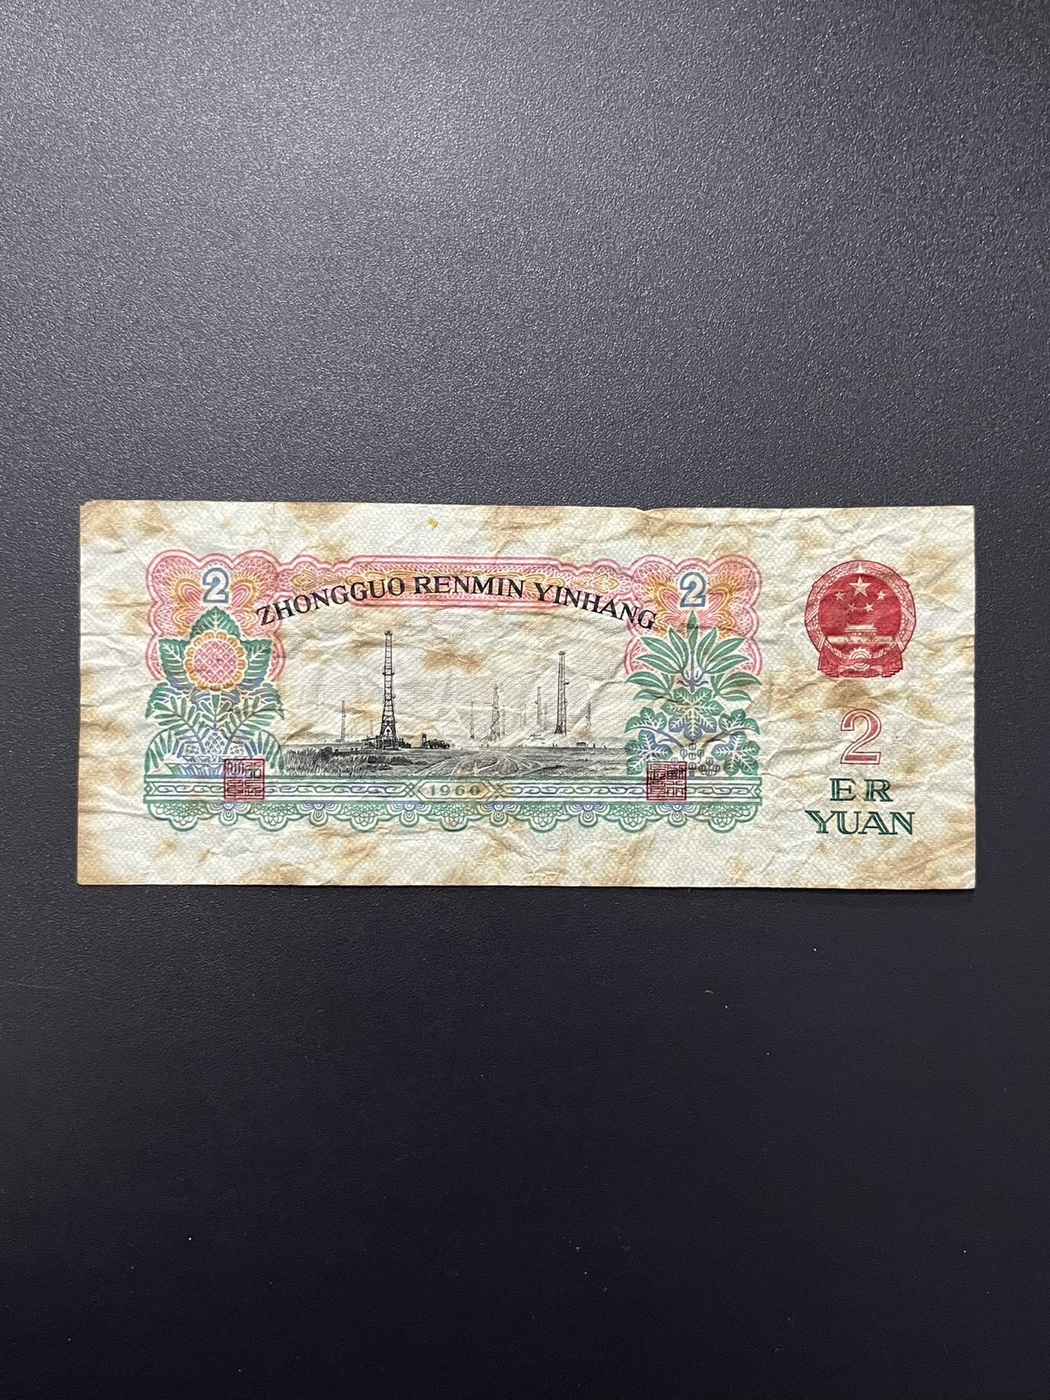 2
2
ZHONGGUO RENMIN YINHANG
2
ER
YUAN
1960